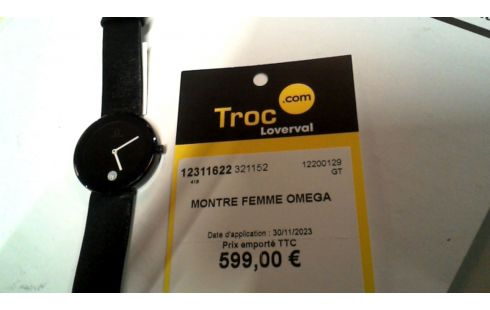 Troc .com
Loverval
12311622 321152 12200129
418 GT
MONTRE FEMME OMEGA
Date d'application : 30/11/2023
Prix emporté TTC
599,00 €